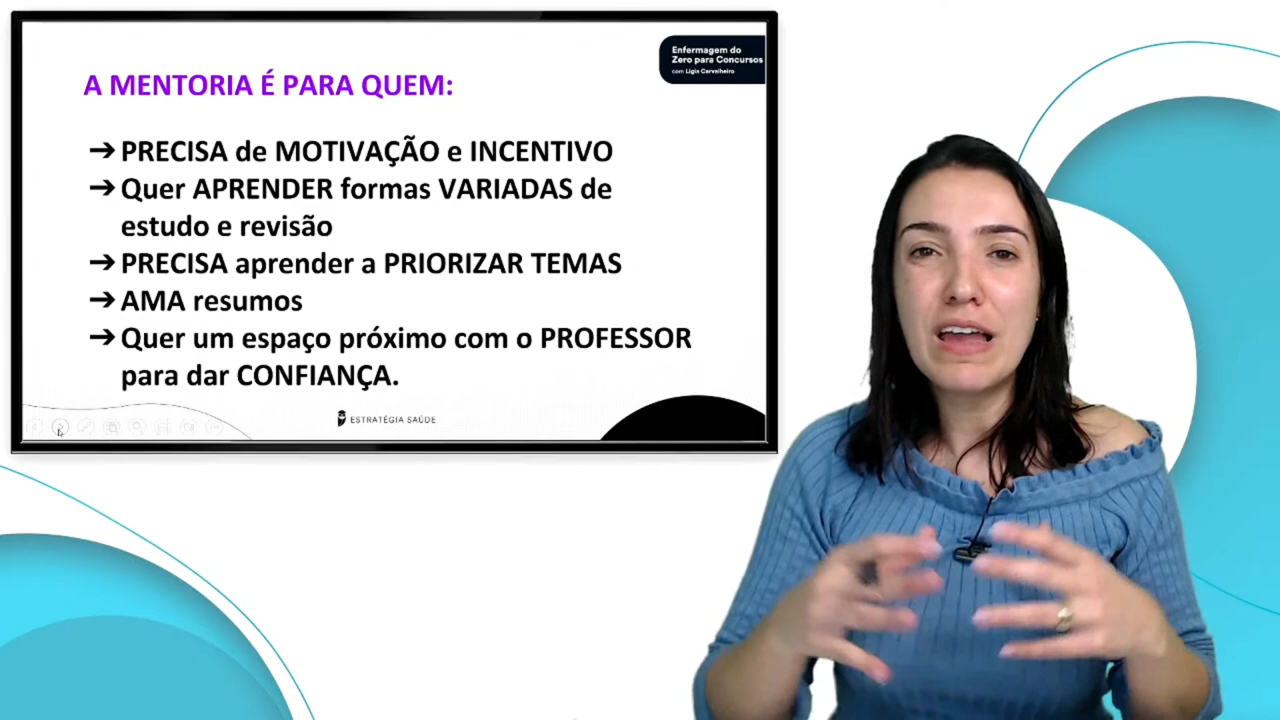 Enfermagem do
Zero para Concursos
com Ligia Carvalheiro
A MENTORIA É PARA QUEM:
➔ PRECISA de MOTIVAÇÃO e INCENTIVO
➔ Quer APRENDER formas VARIADAS de
estudo e revisão
➔ PRECISA aprender a PRIORIZAR TEMAS
➔ AMA resumos
➔ Quer um espaço próximo com o PROFESSOR
para dar CONFIANÇA.
ESTRATÉGIA SAÚDE